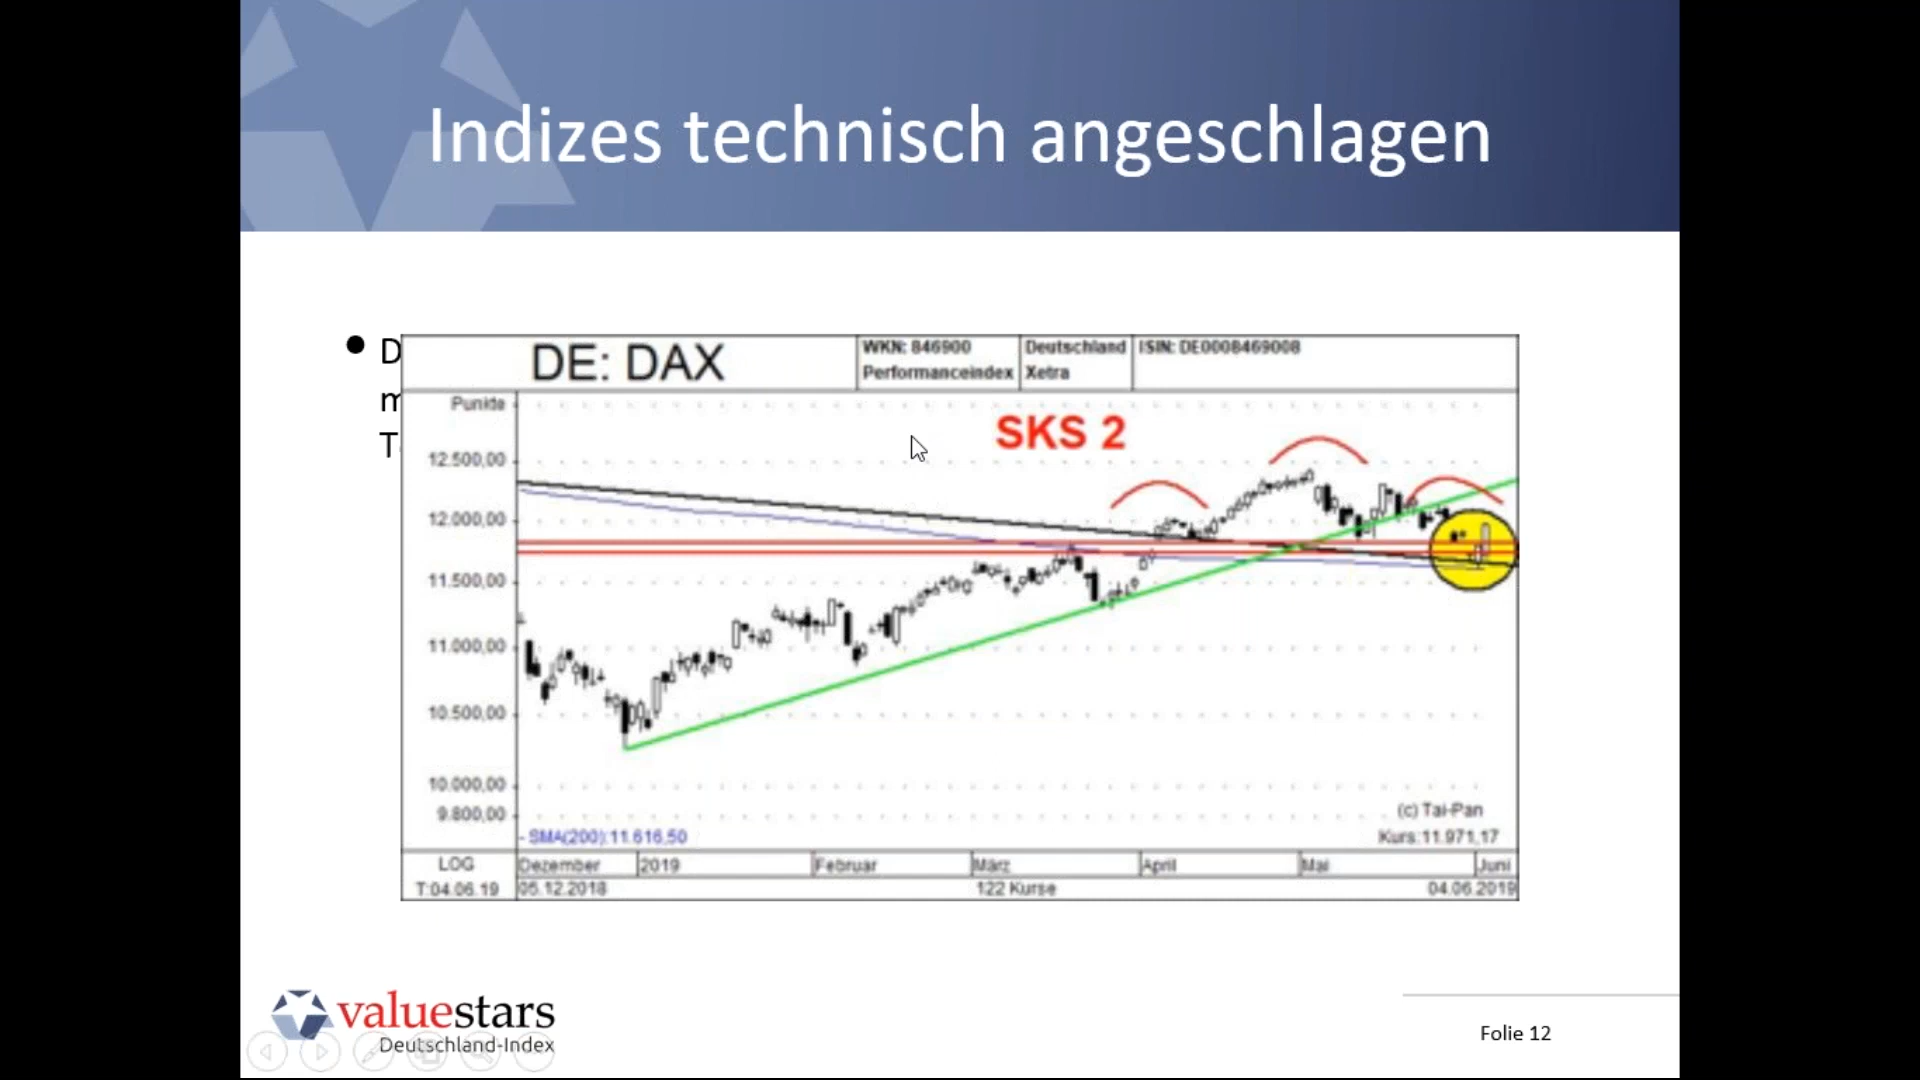 Indizes technisch angeschlagen
D
m
T
DE: DAX
WKN: 846900
Performanceindex
Deutschland
Xetra
ISIN: DE0008469008
Punkte
SKS 2
12.500,00
12.000,00
11.500,00
11.000,00
10.500,00
10.000,00
9.800,00
(c) Tai-Pan
- SMA(200):11.616,50
Kurs:11.971,17
LOG
Dezember
2019
Februar
März
April
Mai
Juni
T:04.06.19
05.12.2018
122 Kurse
04.06.2019
valuestars
Deutschland-Index
Folie 12